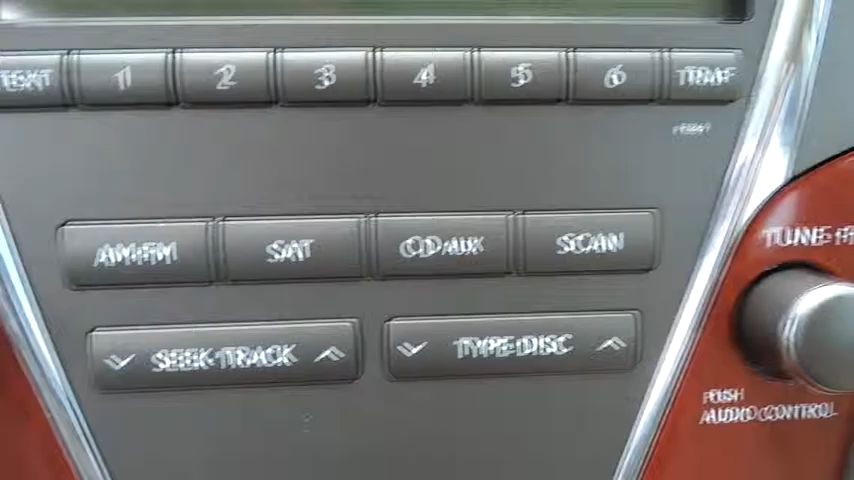 TEXT 1 2 3 4 5 6 TRAF
AM·FM SAT CD·AUX SCAN
TUNE·
SEEK·TRACK TYPE·DISC
PUSH
AUDIO CONTROL